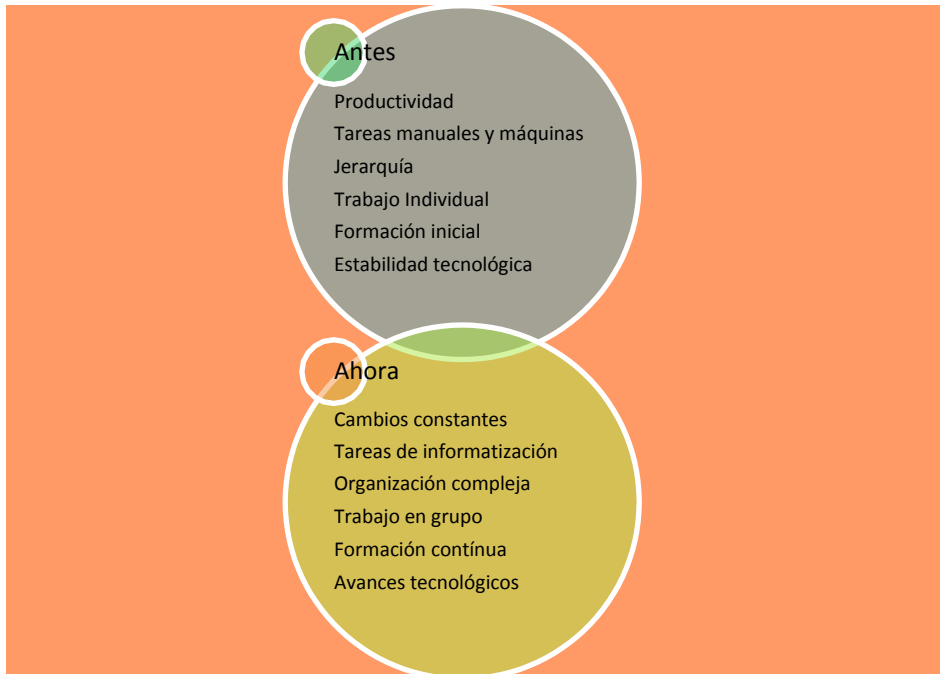 Antes
Productividad
Tareas manuales y máquinas
Jerarquía
Trabajo Individual
Formación inicial
Estabilidad tecnológica
Ahora
Cambios constantes
Tareas de informatización
Organización compleja
Trabajo en grupo
Formación contínua
Avances tecnológicos